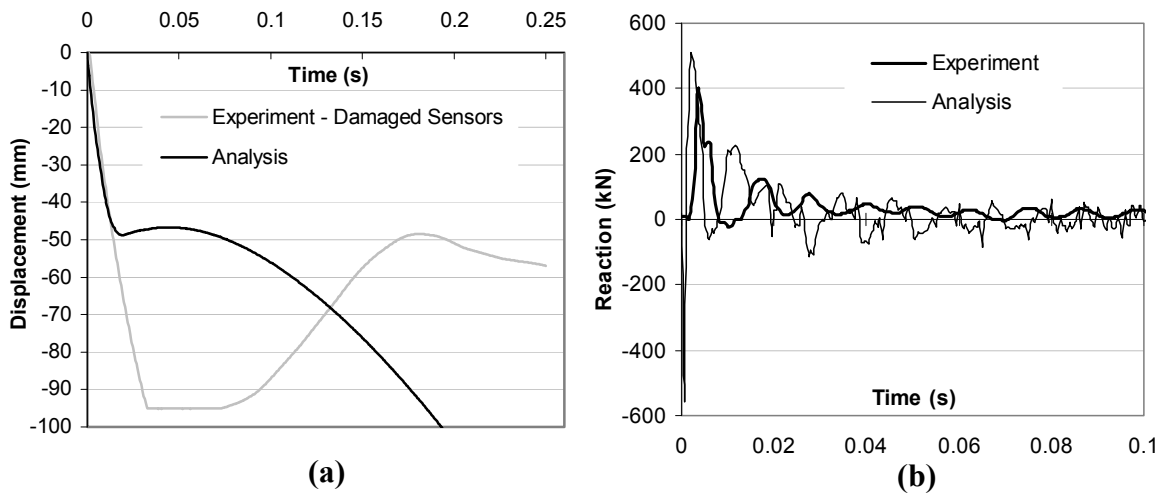 0 0.05 0.1 0.15 0.2 0.25
Time (s)
0
-10
-20
-30
-40
-50
-60
-70
-80
-90
-100
Displacement (mm)
Experiment - Damaged Sensors
Analysis
(a)
600
400
200
0
-200
-400
-600
Reaction (kN)
Experiment
Analysis
Time (s)
0 0.02 0.04 0.06 0.08 0.1
(b)